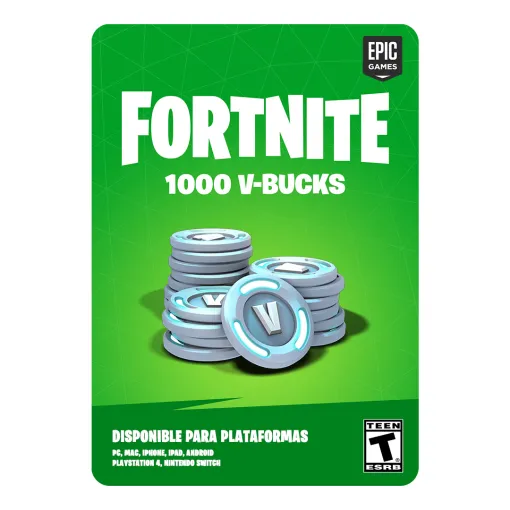 EPIC
GAMES
FORTNITE
1000 V-BUCKS
V
V
DISPONIBLE PARA PLATAFORMAS
PC, MAC, IPHONE, IPAD, ANDROID
PLAYSTATION 4, NINTENDO SWITCH
TEEN
T
ESRB